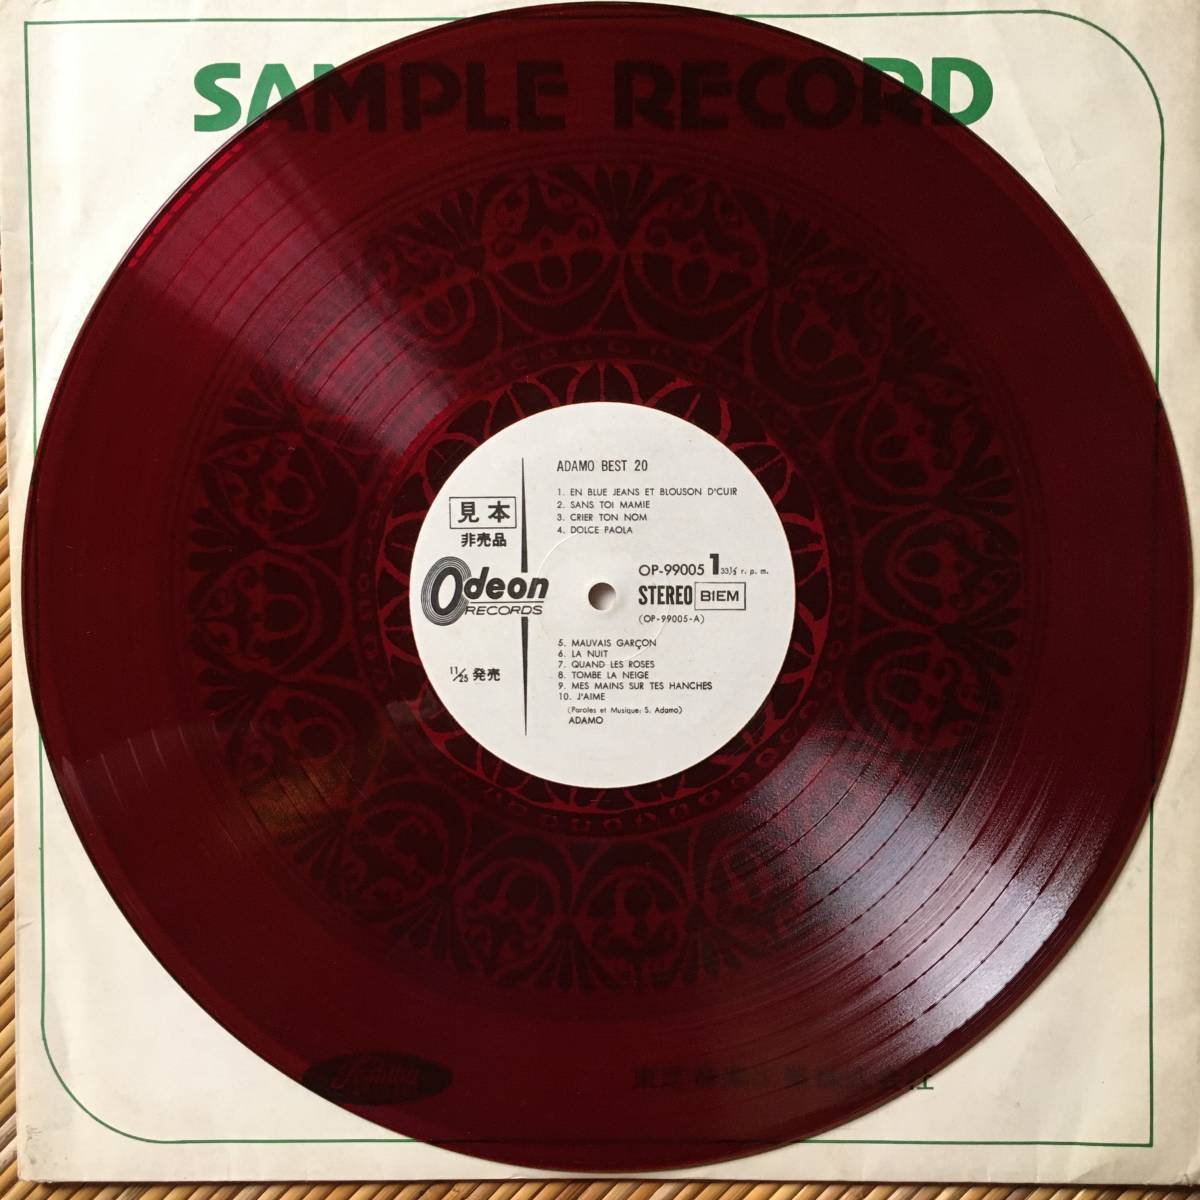 SAMPLE RECORD
ADAMO BEST 20
1. EN BLUE JEANS ET BLOUSON D'CUIR
2. SANS TOI MAMIE
3. CRIER TON NOM
4. DOLCE PAOLA
見本
非売品
Odeon
RECORDS
OP-99005 1 33⅓ r. p. m.
STEREO BIEM
(OP-99005-A)
5. MAUVAIS GARÇON
6. LA NUIT
7. QUAND LES ROSES
8. TOMBE LA NEIGE
9. MES MAINS SUR TES HANCHES
10. J'AIME
(Paroles et Musique: S. Adamo)
ADAMO
11/25 発売
Toshiba